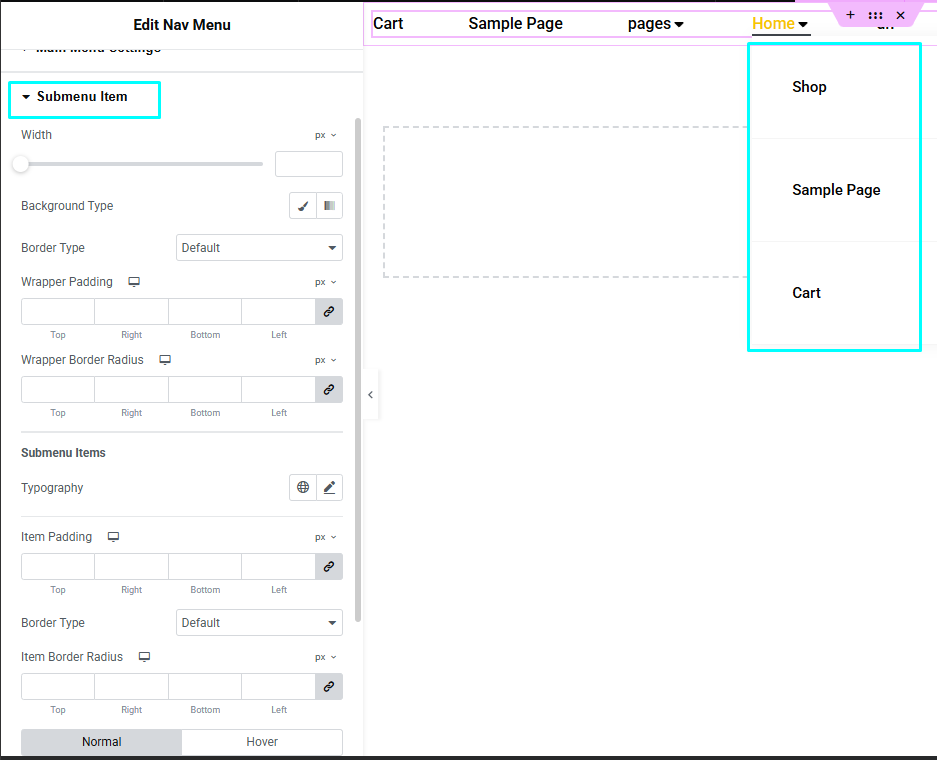 Edit Nav Menu
Main Menu Settings
Submenu Item
Width px
Background Type
Border Type Default
Wrapper Padding px
Top Right Bottom Left
Wrapper Border Radius px
Top Right Bottom Left
Submenu Items
Typography
Item Padding px
Top Right Bottom Left
Border Type Default
Item Border Radius px
Top Right Bottom Left
Normal Hover
Cart Sample Page pages Home
Shop
Sample Page
Cart